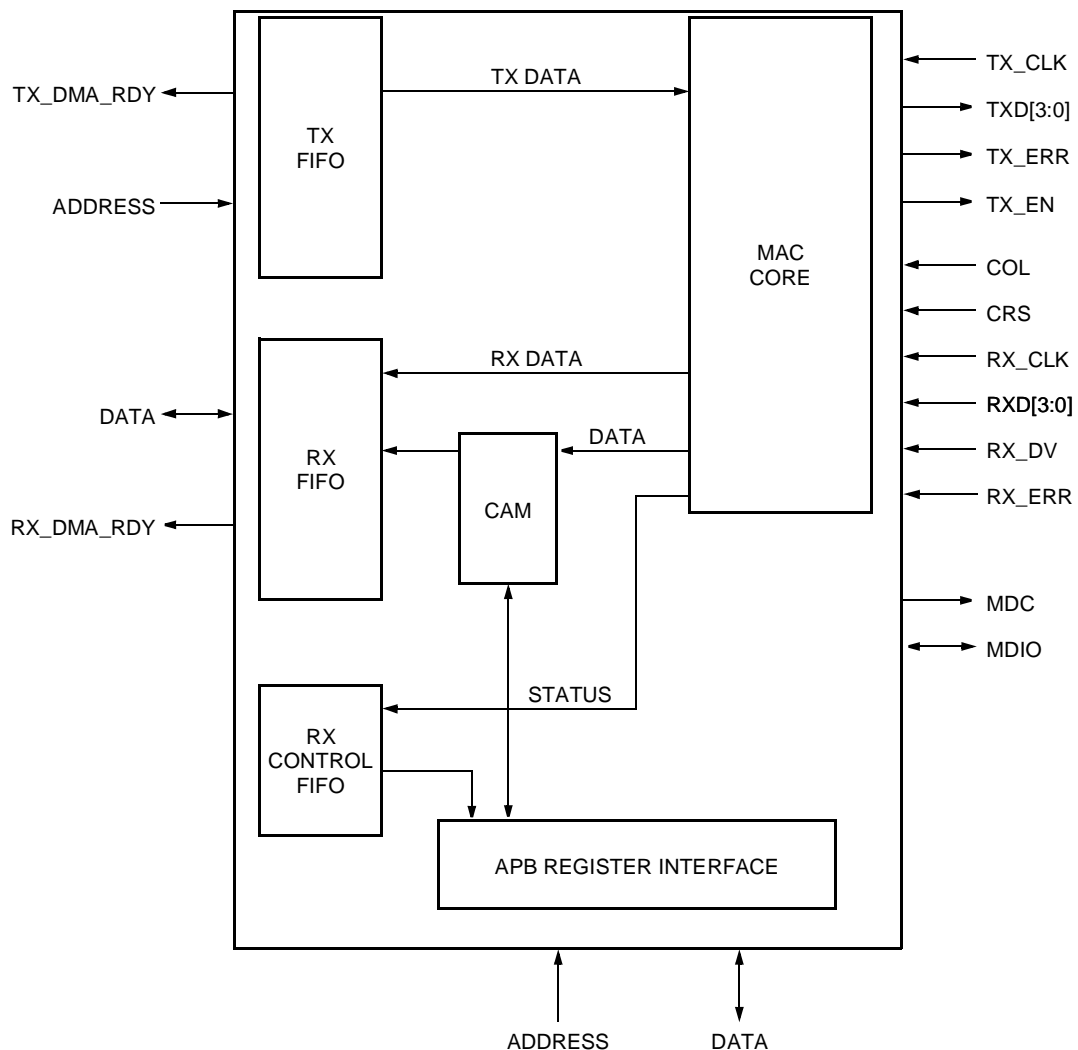 TX_DMA_RDY
ADDRESS
DATA
RX_DMA_RDY
TX
FIFO
TX DATA
MAC
CORE
RX
FIFO
RX DATA
DATA
CAM
STATUS
RX
CONTROL
FIFO
APB REGISTER INTERFACE
TX_CLK
TXD[3:0]
TX_ERR
TX_EN
COL
CRS
RX_CLK
RXD[3:0]
RX_DV
RX_ERR
MDC
MDIO
ADDRESS
DATA